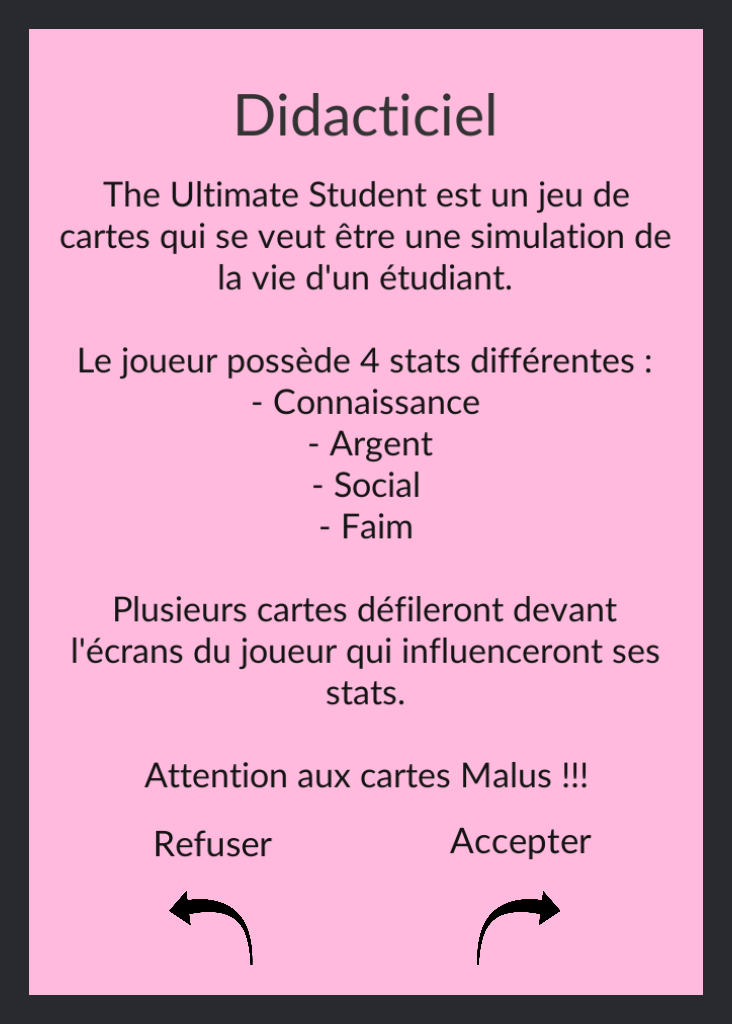 Didacticiel
The Ultimate Student est un jeu de
cartes qui se veut être une simulation de
la vie d'un étudiant.
Le joueur possède 4 stats différentes :
- Connaissance
- Argent
- Social
- Faim
Plusieurs cartes défileront devant
l'écrans du joueur qui influenceront ses
stats.
Attention aux cartes Malus !!!
Refuser
Accepter